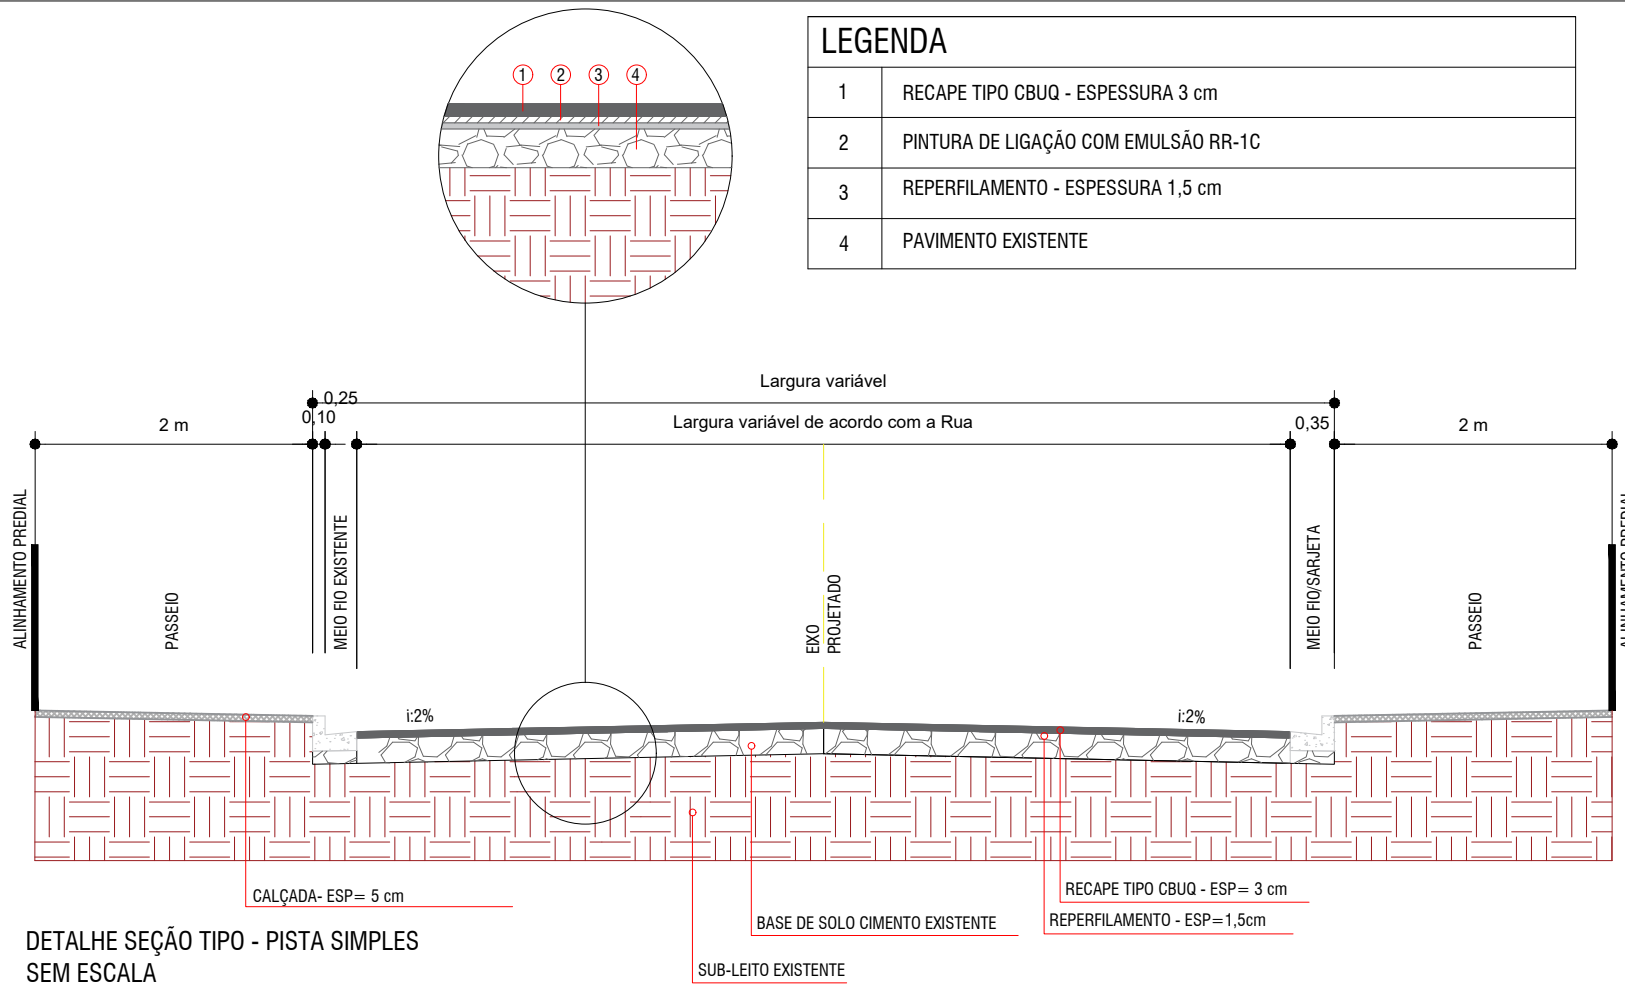 LEGENDA
1 RECAPE TIPO CBUQ - ESPESSURA 3 cm
2 PINTURA DE LIGAÇÃO COM EMULSÃO RR-1C
3 REPERFILAMENTO - ESPESSURA 1,5 cm
4 PAVIMENTO EXISTENTE
1 2 3 4
Largura variável
0,25
0,10
2 m
Largura variável de acordo com a Rua
0,35
2 m
ALINHAMENTO PREDIAL
PASSEIO
MEIO FIO EXISTENTE
EIXO
PROJETADO
MEIO FIO/SARJETA
PASSEIO
ALINHAMENTO PREDIAL
i:2%
i:2%
CALÇADA- ESP= 5 cm
RECAPE TIPO CBUQ - ESP= 3 cm
REPERFILAMENTO - ESP=1,5cm
BASE DE SOLO CIMENTO EXISTENTE
SUB-LEITO EXISTENTE
DETALHE SEÇÃO TIPO - PISTA SIMPLES
SEM ESCALA